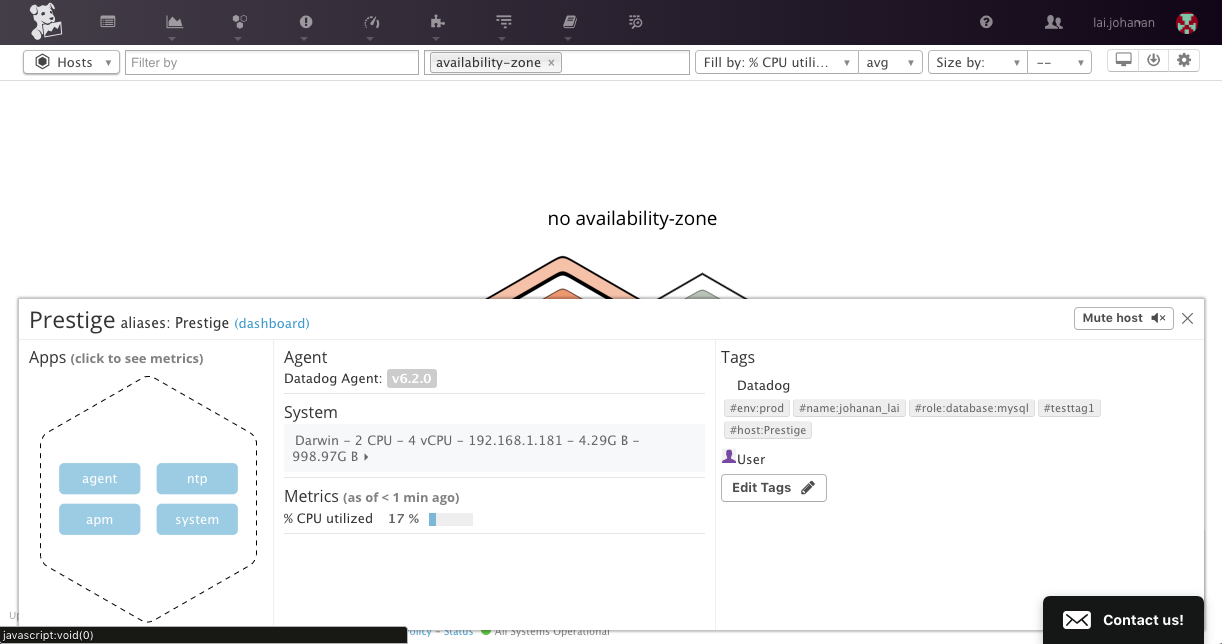 lai.johanan
Hosts
Filter by
availability-zone ×
Fill by: % CPU utili...
avg
Size by:
--
no availability-zone
Prestige aliases: Prestige (dashboard)
Mute host
Apps (click to see metrics)
agent
ntp
apm
system
Agent
Datadog Agent: v6.2.0
System
Darwin – 2 CPU – 4 vCPU – 192.168.1.181 – 4.29G B –
998.97G B
Metrics (as of < 1 min ago)
% CPU utilized 17 %
Tags
Datadog
#env:prod #name:johanan_lai #role:database:mysql #testtag1
#host:Prestige
User
Edit Tags
Status
All Systems Operational
javascript:void(0)
Contact us!